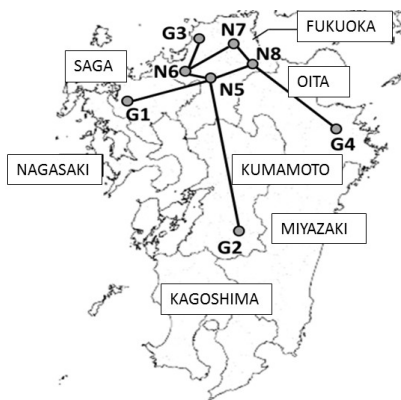 FUKUOKA
N7
G3
N8
SAGA
N6
OITA
N5
G1
G4
NAGASAKI
KUMAMOTO
MIYAZAKI
G2
KAGOSHIMA